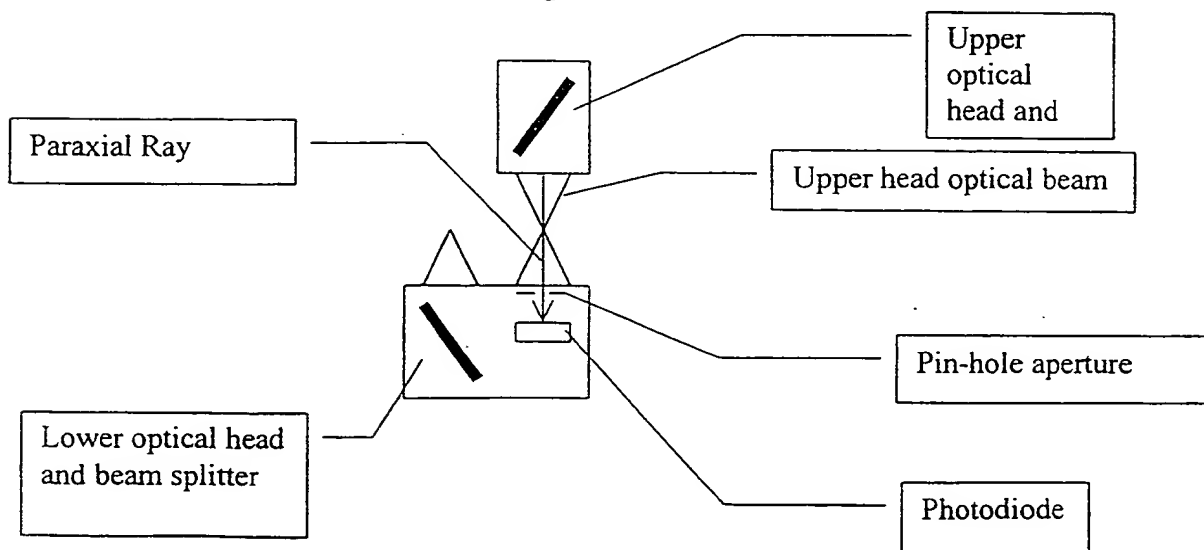 Upper
optical
head and
Paraxial Ray
Upper head optical beam
Pin-hole aperture
Lower optical head
and beam splitter
Photodiode